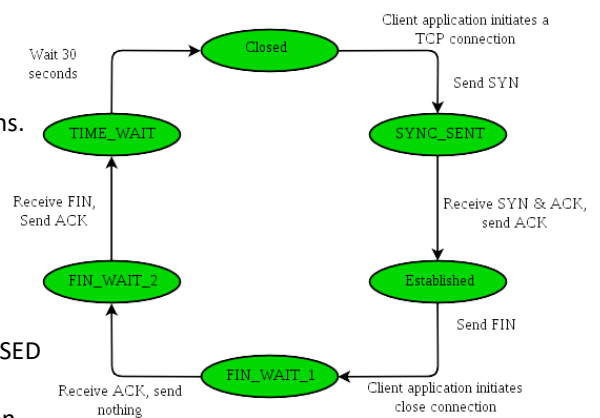 Client application initiates a
TCP connection
Closed
Wait 30
seconds
Send SYN
ns.
TIME_WAIT
SYNC_SENT
Receive FIN,
Send ACK
Receive SYN & ACK,
send ACK
FIN_WAIT_2
Established
Send FIN
SED
FIN_WAIT_1
Receive ACK, send
nothing
Client application initiates
close connection